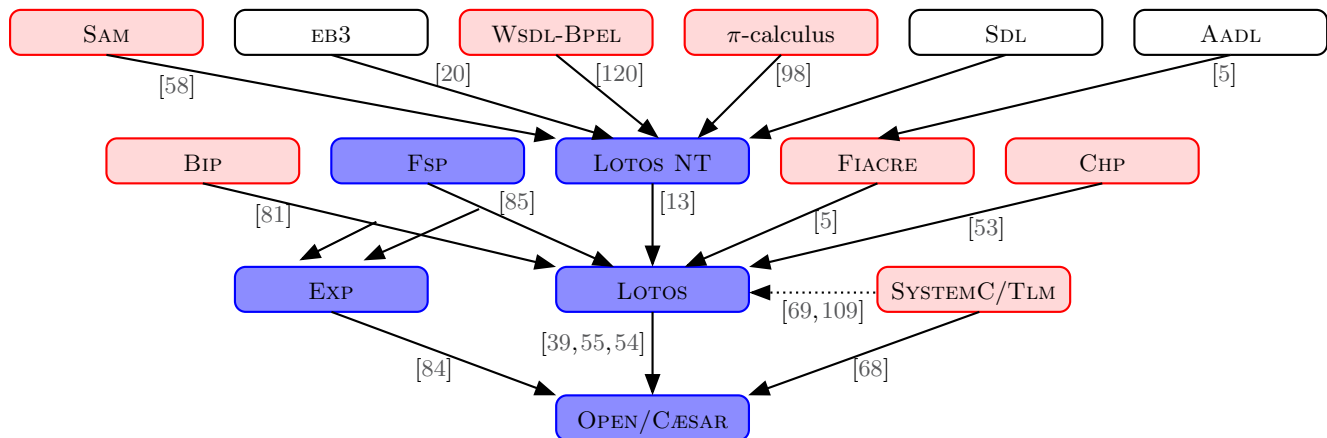 SAM
EB3
WSDL-BPEL
π-calculus
SDL
AADL
[58]
[20]
[120]
[98]
[5]
BIP
FSP
LOTOS NT
FIACRE
CHP
[81]
[85]
[13]
[5]
[53]
EXP
LOTOS
SYSTEMC/TLM
[69,109]
[39,55,54]
[84]
[68]
OPEN/CÆSAR